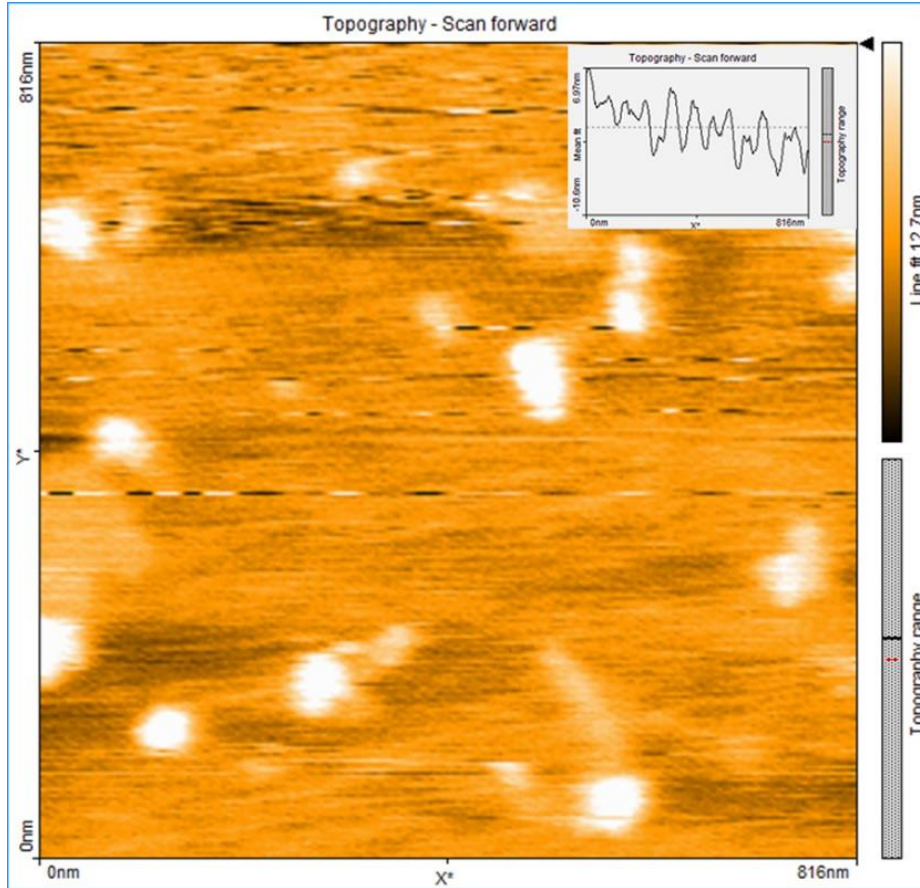 Topography - Scan forward
816nm
Y*
0nm
0nm
X*
816nm
Topography - Scan forward
6.97nm
Mean fit
-10.6nm
0nm
X*
816nm
Topography range
Line fit 12.7nm
Topography range